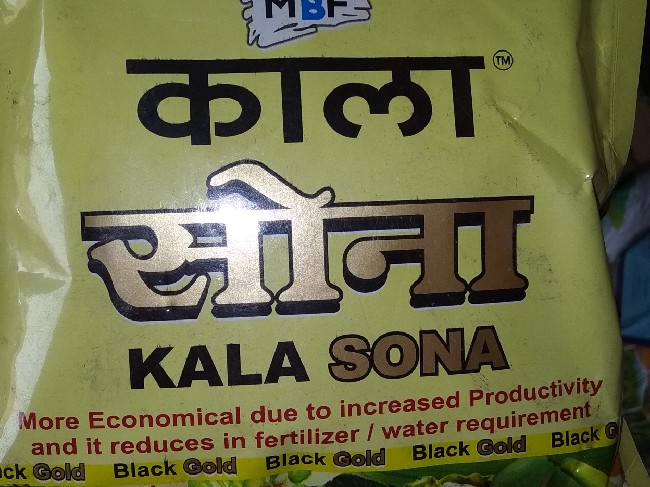 MBF
काला TM
सोना
KALA SONA
More Economical due to increased Productivity
and it reduces in fertilizer / water requirement
Black Gold Black Gold Black Gold Black